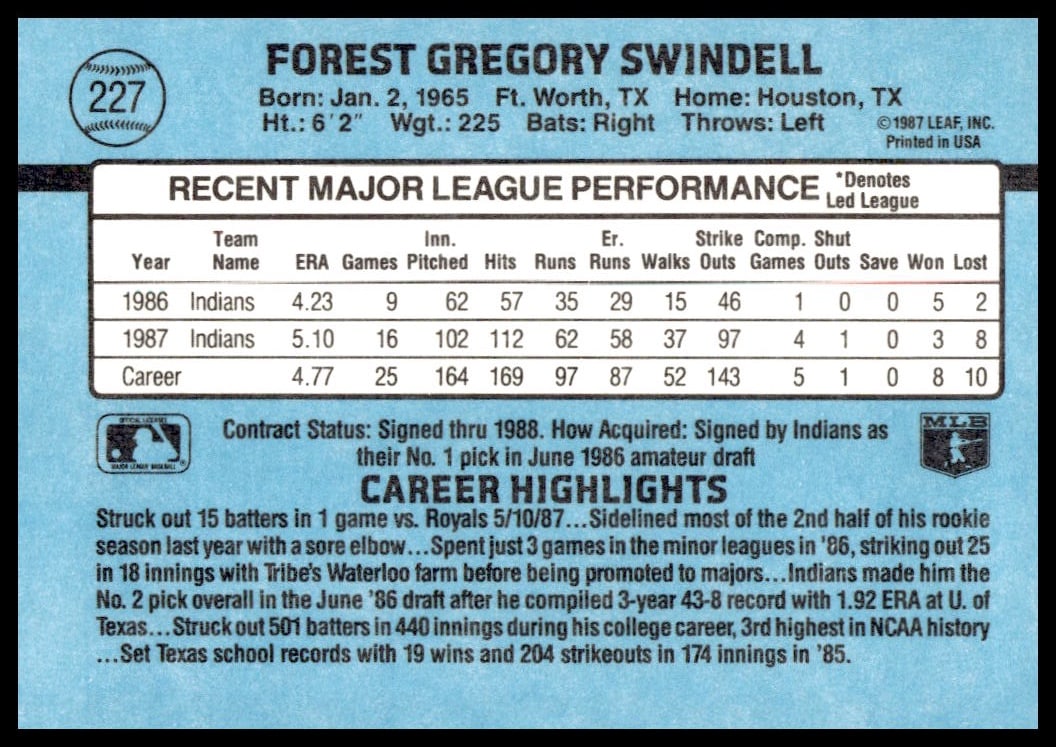 227
FOREST GREGORY SWINDELL
Born: Jan. 2, 1965 Ft. Worth, TX Home: Houston, TX
Ht.: 6'2" Wgt.: 225 Bats: Right Throws: Left
©1987 LEAF, INC.
Printed in USA
RECENT MAJOR LEAGUE PERFORMANCE *Denotes Led League
Year Team Name ERA Games Inn. Pitched Hits Runs Er. Runs Walks Strike Outs Comp. Games Shut Outs Save Won Lost
1986 Indians 4.23 9 62 57 35 29 15 46 1 0 0 5 2
1987 Indians 5.10 16 102 112 62 58 37 97 4 1 0 3 8
Career 4.77 25 164 169 97 87 52 143 5 1 0 8 10
OFFICIAL LICENSEE
MAJOR LEAGUE BASEBALL
®
MLB
Contract Status: Signed thru 1988. How Acquired: Signed by Indians as
their No. 1 pick in June 1986 amateur draft
CAREER HIGHLIGHTS
Struck out 15 batters in 1 game vs. Royals 5/10/87...Sidelined most of the 2nd half of his rookie
season last year with a sore elbow...Spent just 3 games in the minor leagues in '86, striking out 25
in 18 innings with Tribe's Waterloo farm before being promoted to majors...Indians made him the
No. 2 pick overall in the June '86 draft after he compiled 3-year 43-8 record with 1.92 ERA at U. of
Texas...Struck out 501 batters in 440 innings during his college career, 3rd highest in NCAA history
...Set Texas school records with 19 wins and 204 strikeouts in 174 innings in '85.